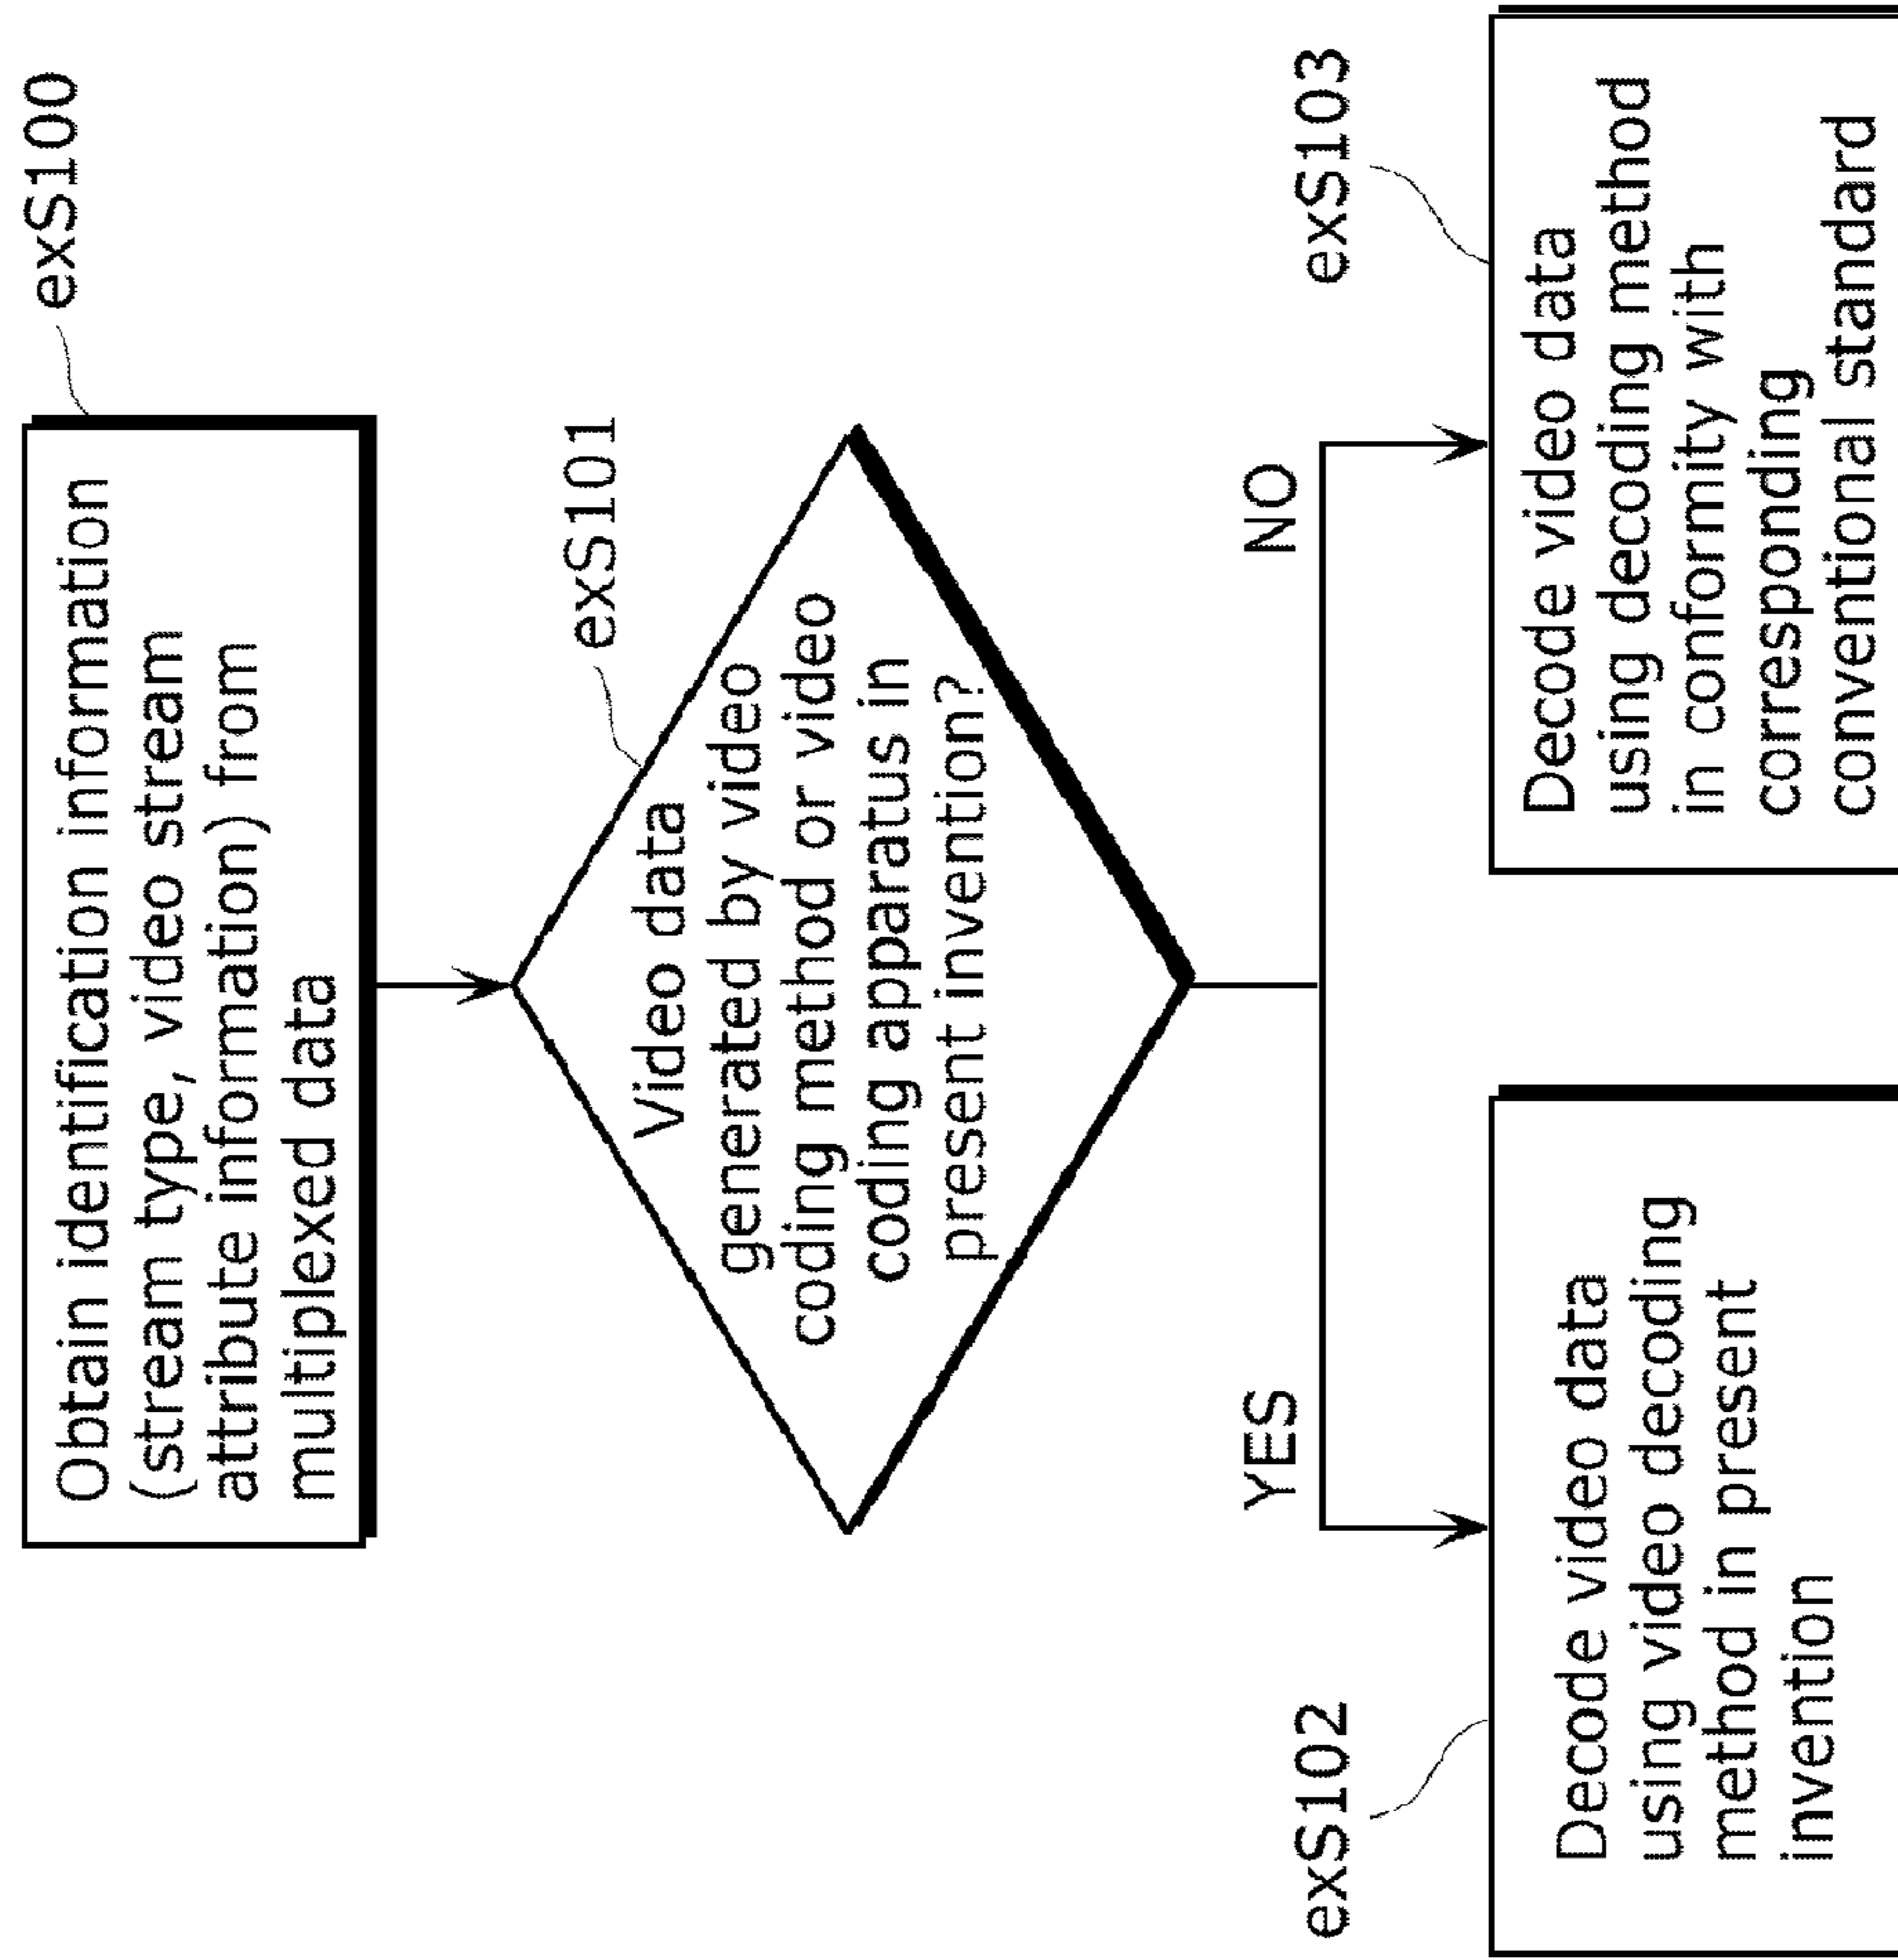 exS100
Obtain identification information
(stream type, video stream
attribute information) from
multiplexed data
exS101
Video data
generated by video
coding method or video
coding apparatus in
present invention?
YES
NO
exS102
Decode video data
using video decoding
method in present
invention
exS103
Decode video data
using decoding method
in conformity with
corresponding
conventional standard